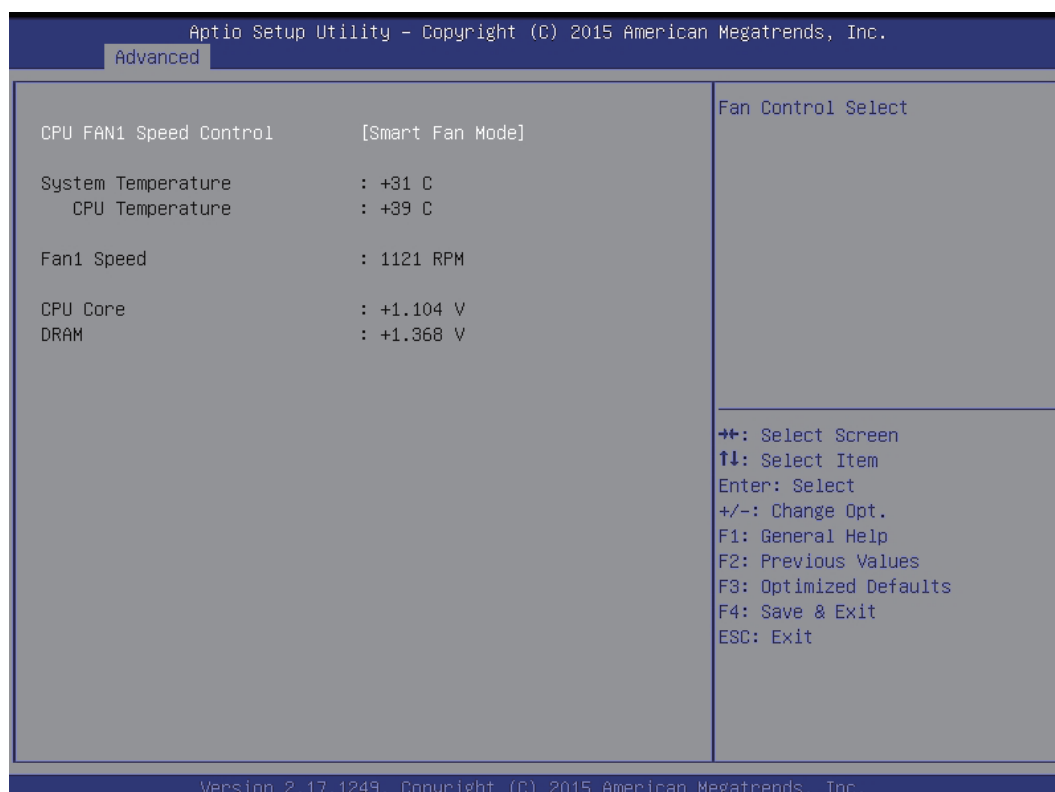 Aptio Setup Utility – Copyright (C) 2015 American Megatrends, Inc.
Advanced
CPU FAN1 Speed Control [Smart Fan Mode]
System Temperature : +31 C
CPU Temperature : +39 C
Fan1 Speed : 1121 RPM
CPU Core : +1.104 V
DRAM : +1.368 V
Fan Control Select
→←: Select Screen
↑↓: Select Item
Enter: Select
+/-: Change Opt.
F1: General Help
F2: Previous Values
F3: Optimized Defaults
F4: Save & Exit
ESC: Exit
Version 2.17.1249. Copyright (C) 2015 American Megatrends, Inc.